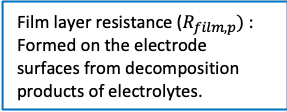 Film layer resistance (R_{film,p}) :
Formed on the electrode
surfaces from decomposition
products of electrolytes.